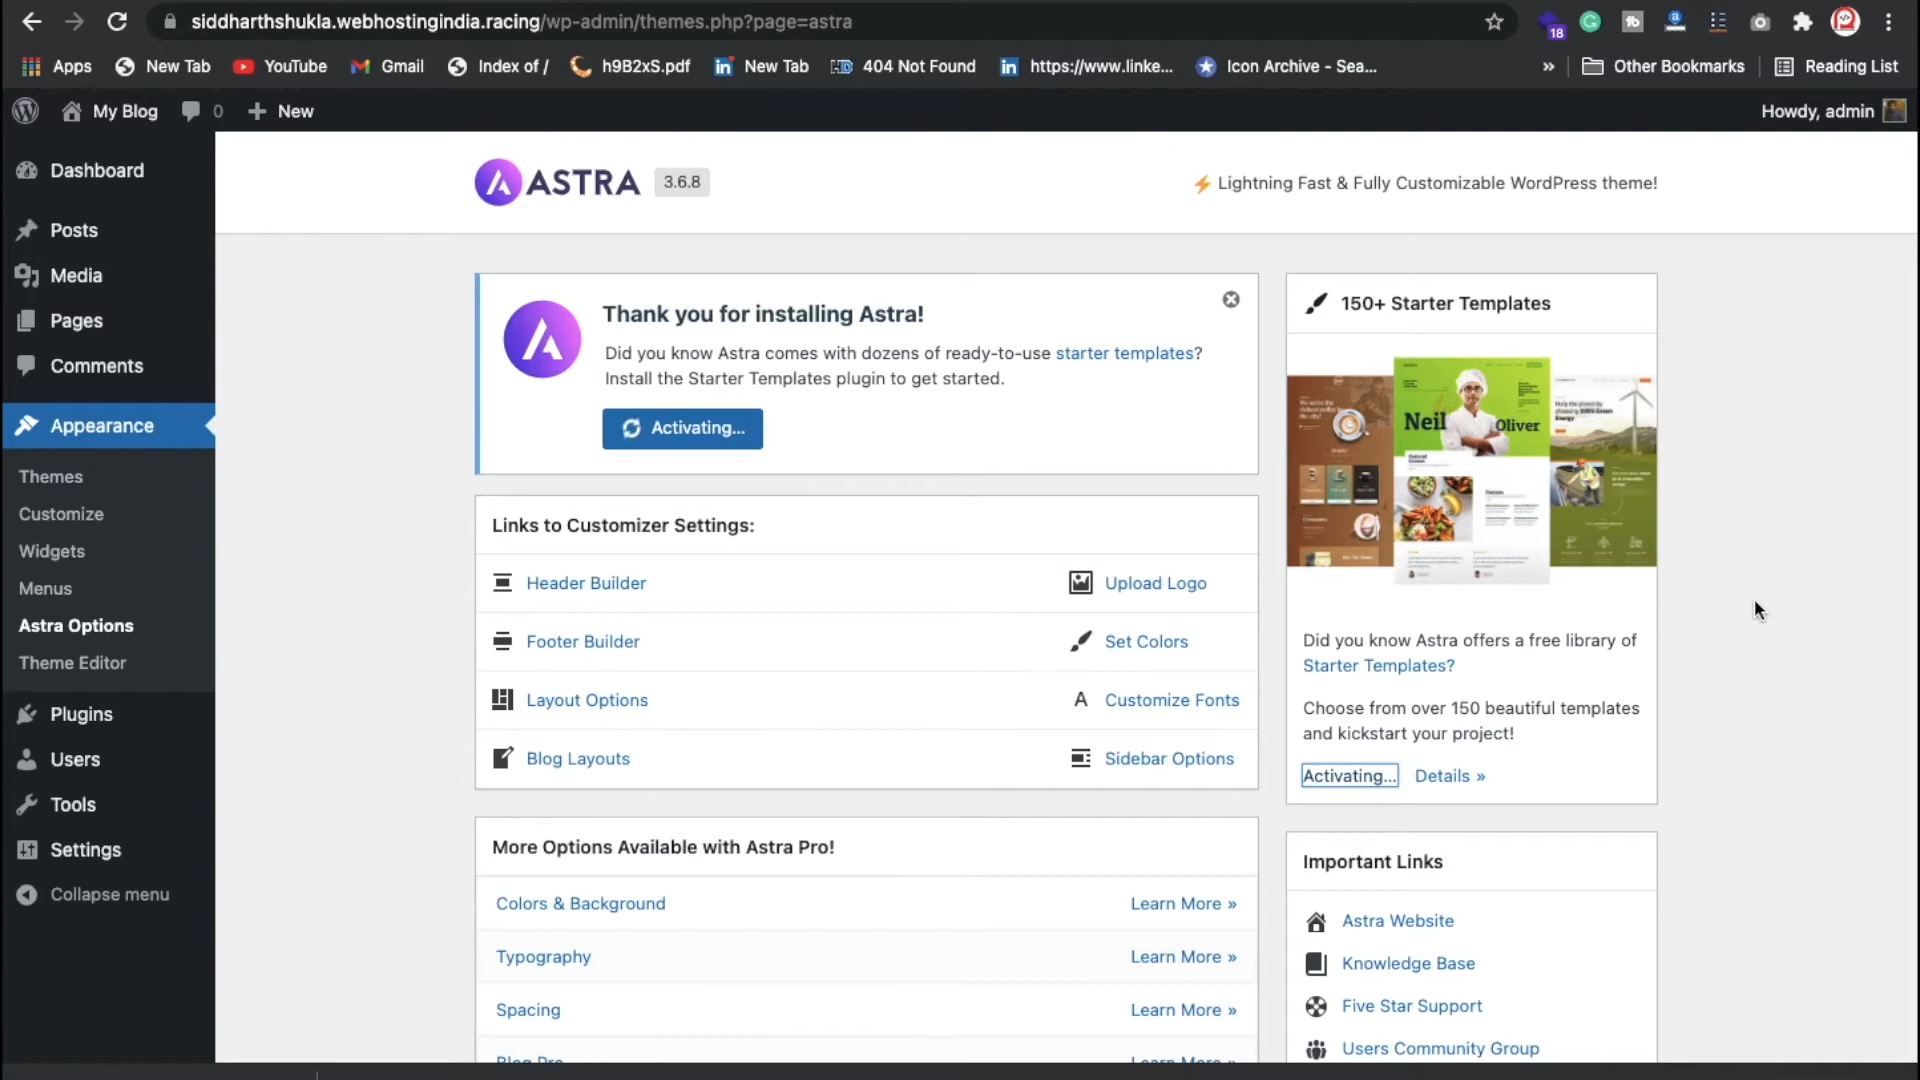 siddharthshukla.webhostingindia.racing/wp-admin/themes.php?page=astra
18
Apps
New Tab
YouTube
Gmail
Index of /
h9B2xS.pdf
New Tab
404 Not Found
https://www.linke...
Icon Archive - Sea...
»
Other Bookmarks
Reading List
My Blog
0
New
Howdy, admin
Dashboard
Posts
Media
Pages
Comments
Appearance
Themes
Customize
Widgets
Menus
Astra Options
Theme Editor
Plugins
Users
Tools
Settings
Collapse menu
ASTRA 3.6.8
⚡ Lightning Fast & Fully Customizable WordPress theme!
Thank you for installing Astra!
Did you know Astra comes with dozens of ready-to-use starter templates?
Install the Starter Templates plugin to get started.
Activating...
Links to Customizer Settings:
Header Builder
Upload Logo
Footer Builder
Set Colors
Layout Options
A Customize Fonts
Blog Layouts
Sidebar Options
More Options Available with Astra Pro!
Colors & Background
Learn More »
Typography
Learn More »
Spacing
Learn More »
Blog Pro
Learn More »
150+ Starter Templates
Neil
Oliver
Did you know Astra offers a free library of
Starter Templates?
Choose from over 150 beautiful templates
and kickstart your project!
Activating...
Details »
Important Links
Astra Website
Knowledge Base
Five Star Support
Users Community Group